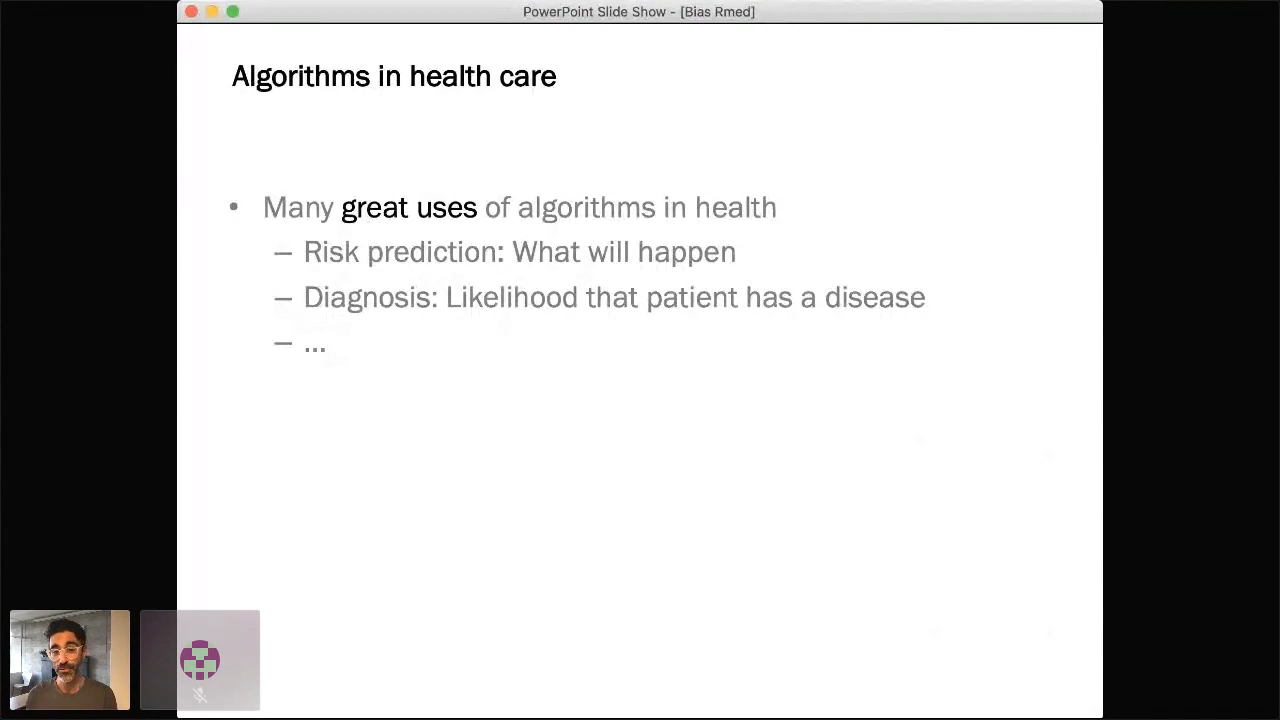 PowerPoint Slide Show - [Bias Rmed]
Algorithms in health care
• Many great uses of algorithms in health
– Risk prediction: What will happen
– Diagnosis: Likelihood that patient has a disease
– ...